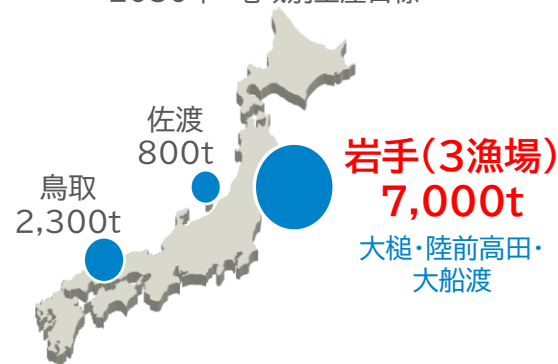 佐渡
800t
鳥取
2,300t
岩手(3漁場)
7,000t
大槌・陸前高田・
大船渡